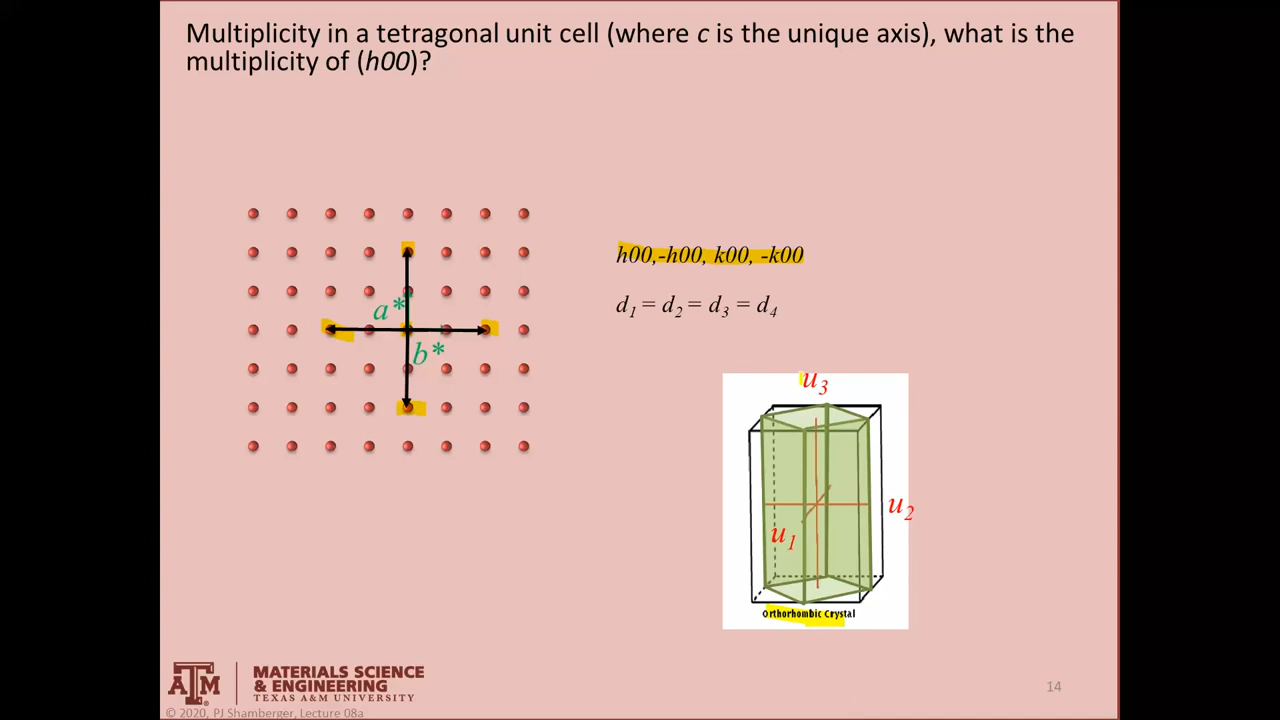 Multiplicity in a tetragonal unit cell (where c is the unique axis), what is the
multiplicity of (h00)?
h00,-h00, k00, -k00
a*
d1 = d2 = d3 = d4
b*
u3
u2
u1
Orthorhombic Crystal
ATM
MATERIALS SCIENCE
& ENGINEERING
TEXAS A&M UNIVERSITY
14
© 2020, PJ Shamberger, Lecture 08a